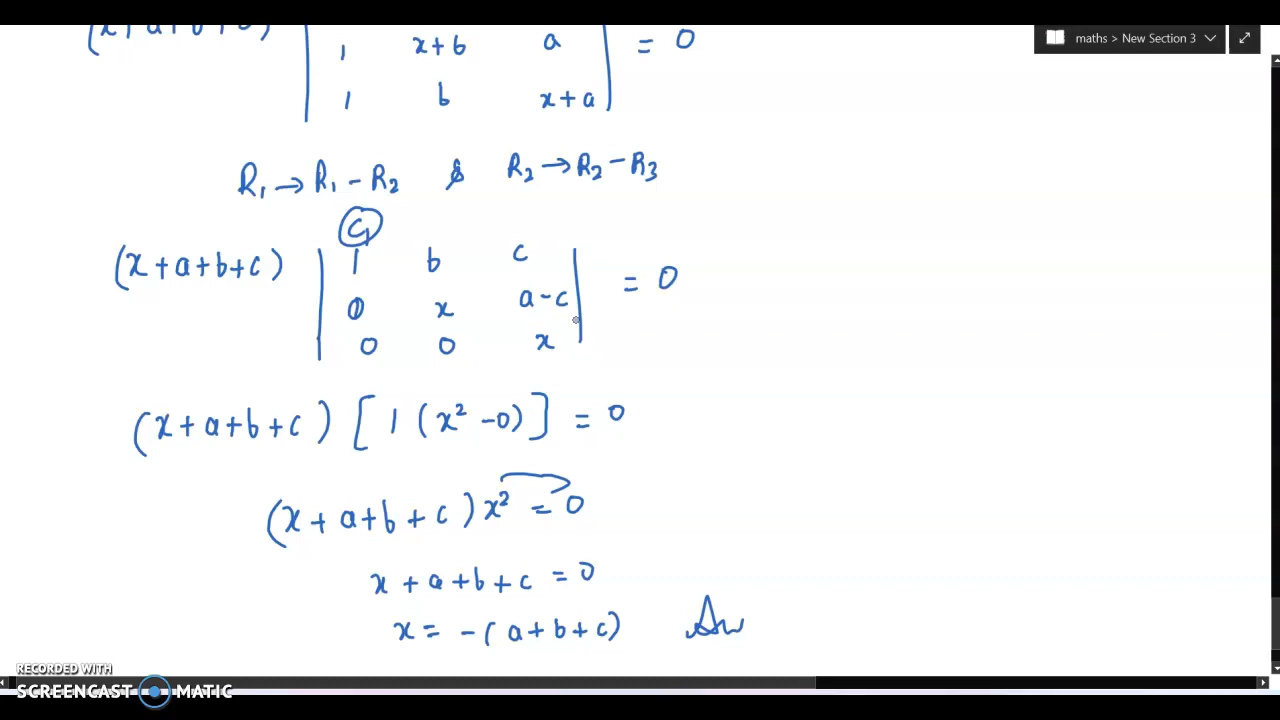 (x+a+b+c)
1 x+b a = 0
maths > New Section 3
1 b x+a
R₁ → R₁ - R₂ & R₂ → R₂ - R₃
C₁
(x+a+b+c) 1 b c = 0
0 x a-c
0 0 x
(x+a+b+c) [1 (x² - 0)] = 0
(x+a+b+c) x² = 0
x+a+b+c = 0
x = -(a+b+c) Aw
RECORDED WITH
SCREENCAST MATIC